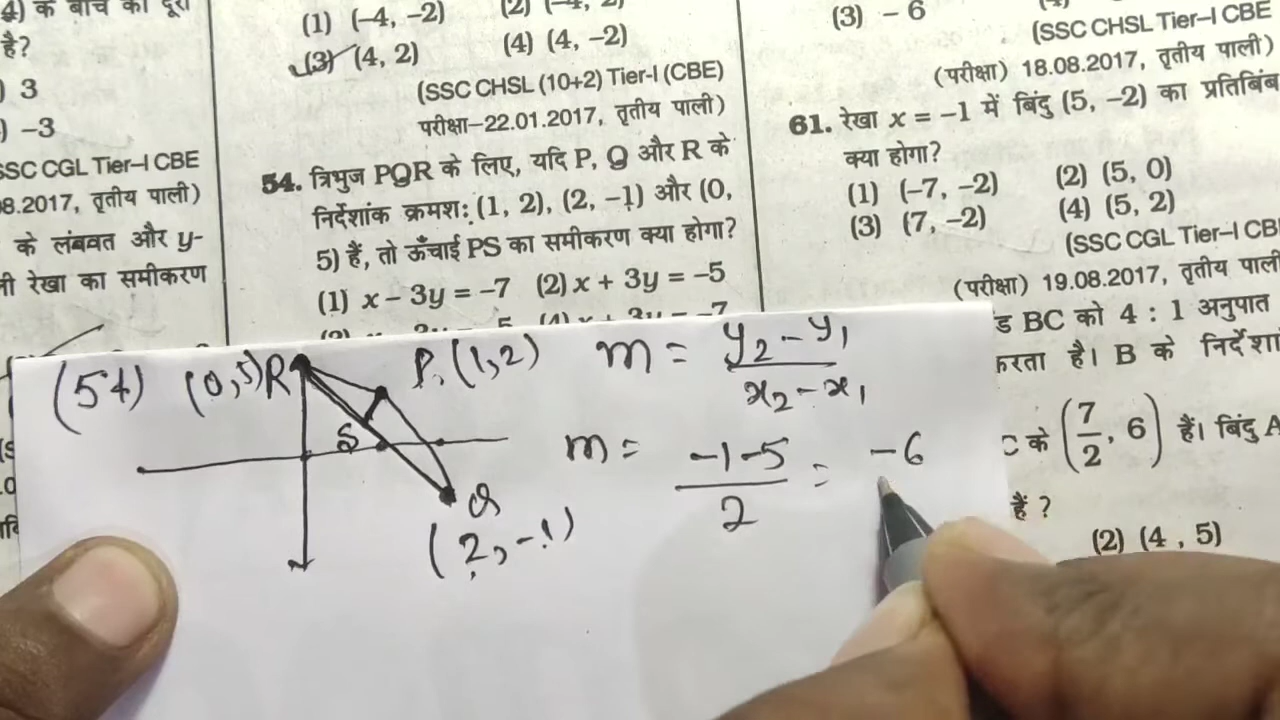 के बीच की दूरी
है?
3
–3
SSC CGL Tier–I CBE
8.2017, तृतीय पाली)
के लंबवत और y-
रेखा का समीकरण
(1) (–4, –2)
(3) (4, 2)
(4) (4, –2)
(SSC CHSL (10+2) Tier-I (CBE)
परीक्षा–22.01.2017, तृतीय पाली)
54. त्रिभुज PQR के लिए, यदि P, Q और R के
निर्देशांक क्रमशः (1, 2), (2, –1) और (0,
5) हैं, तो ऊँचाई PS का समीकरण क्या होगा?
(1) x – 3y = –7 (2) x + 3y = –5
(3) – 6
(SSC CHSL Tier–I CBE
(परीक्षा) 18.08.2017, तृतीय पाली)
61. रेखा x = –1 में बिंदु (5, –2) का प्रतिबिंब
क्या होगा?
(1) (–7, –2) (2) (5, 0)
(3) (7, –2) (4) (5, 2)
(SSC CGL Tier–I CB
(परीक्षा) 19.08.2017, तृतीय पाली
BC को 4 : 1 अनुपात
करता है। B के निर्देशां
C को (7/2, 6) हैं। बिंदु A
हैं ?
(2) (4 , 5)
(54) (0,5) R P, (1,2)
S
Q
(2,-1)
m = y₂ - y₁ / x₂ - x₁
m = -1-5 / 2 = -6